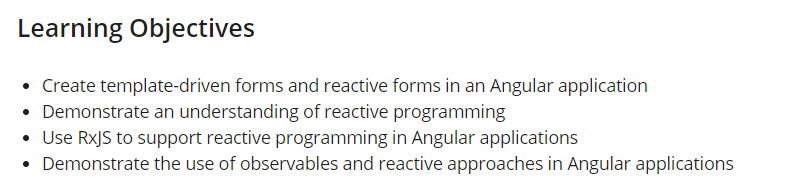 Learning Objectives
Create template-driven forms and reactive forms in an Angular application
Demonstrate an understanding of reactive programming
Use RxJS to support reactive programming in Angular applications
Demonstrate the use of observables and reactive approaches in Angular applications